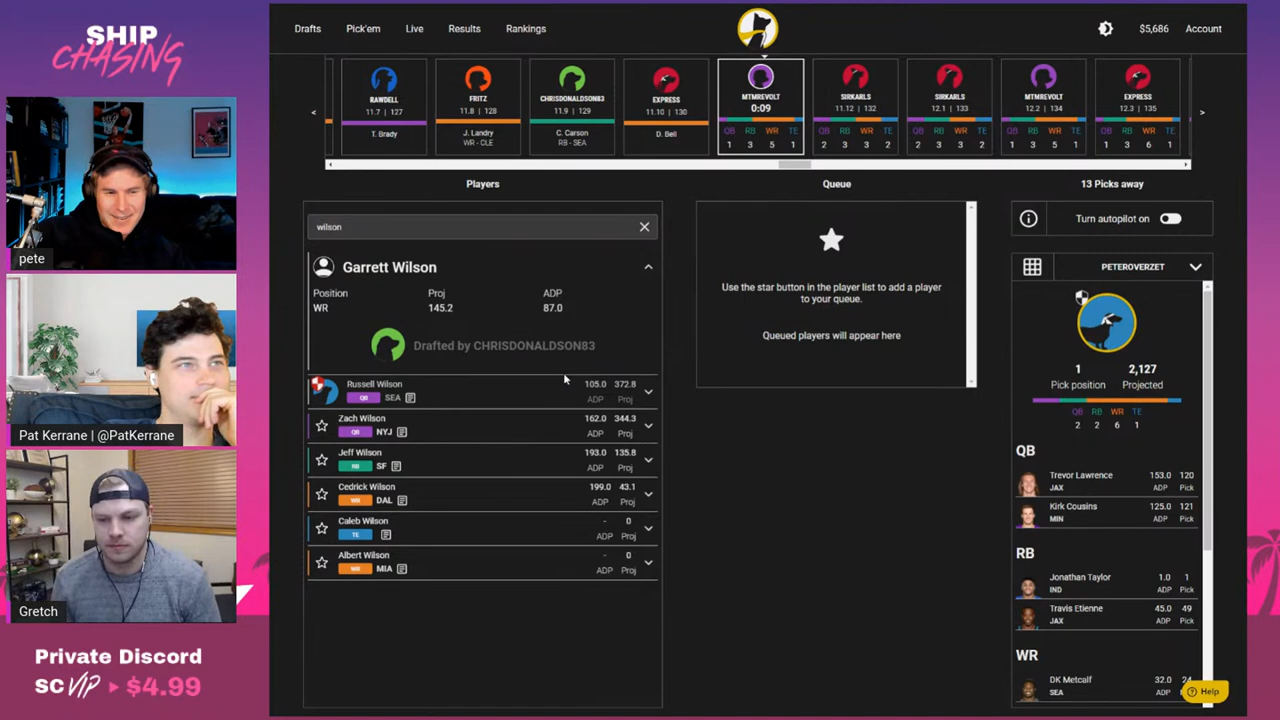 SHIP
CHASING
pete
Pat Kerrane | @PatKerrane
Gretch
Private Discord
SC VIP ▸ $4.99
Drafts Pick'em Live Results Rankings
$5,686 Account
<
RAWDELL
11.7 | 127
T. Brady
FRITZ
11.8 | 128
J. Landry
WR - CLE
CHRISDONALDSON83
11.9 | 129
C. Carson
RB - SEA
EXPRESS
11.10 | 130
D. Bell
MTMREVOLT
0:09
QB RB WR TE
1 3 5 1
SIRKARLS
11.12 | 132
QB RB WR TE
2 3 3 2
SIRKARLS
12.1 | 133
QB RB WR TE
2 3 3 2
MTMREVOLT
12.2 | 134
QB RB WR TE
1 3 5 1
EXPRESS
12.3 | 135
QB RB WR TE
1 3 6 1
>
Players
wilson
Garrett Wilson
Position Proj ADP
WR 145.2 87.0
Drafted by CHRISDONALDSON83
Russell Wilson 105.0 372.8
QB SEA ADP Proj
Zach Wilson 162.0 344.3
QB NYJ ADP Proj
Jeff Wilson 193.0 135.8
RB SF ADP Proj
Cedrick Wilson 199.0 43.1
WR DAL ADP Proj
Caleb Wilson - 0
TE ADP Proj
Albert Wilson - 0
WR MIA ADP Proj
Queue
Use the star button in the player list to add a player
to your queue.
Queued players will appear here
13 Picks away
Turn autopilot on
PETEROVERZET
1 2,127
Pick position Projected
QB RB WR TE
2 2 6 1
QB
Trevor Lawrence 153.0 120
JAX ADP Pick
Kirk Cousins 125.0 121
MIN ADP Pick
RB
Jonathan Taylor 1.0 1
IND ADP Pick
Travis Etienne 45.0 49
JAX ADP Pick
WR
DK Metcalf 32.0 24
SEA ADP
Help